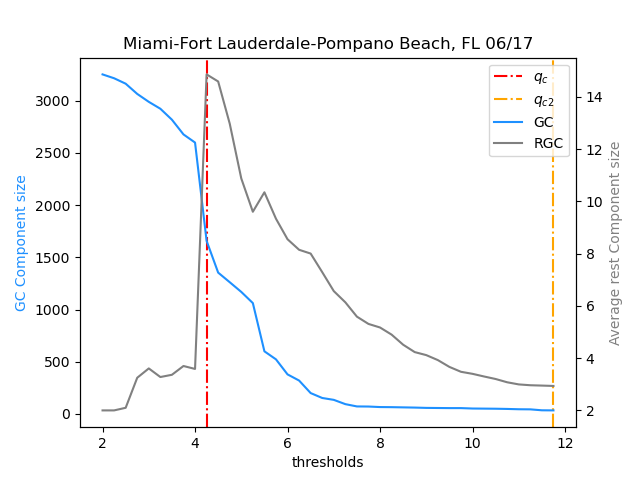 Miami-Fort Lauderdale-Pompano Beach, FL 06/17
GC Component size
3000
2500
2000
1500
1000
500
0
2
4
6
8
10
12
thresholds
14
12
10
8
6
4
2
Average rest Component size
q_c
q_{c2}
GC
RGC